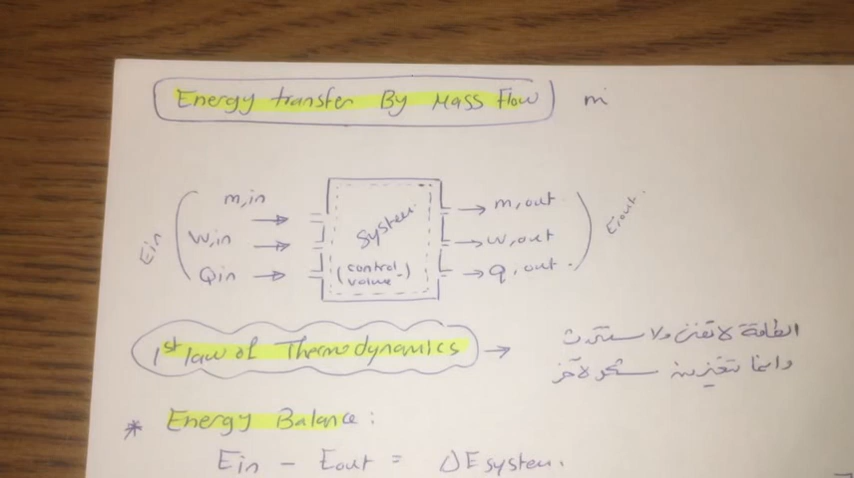 Energy transfer By Mass Flow ṁ
m,in
m,out
Ein
Eout
System
W,in
w,out
Qin
(control volume)
q,out
1st law of Thermodynamics →
الطاقة لا تفنى ولا تستحدث
وانما تتغير من شكل لآخر
* Energy Balance:
Ein - Eout = ΔE system.